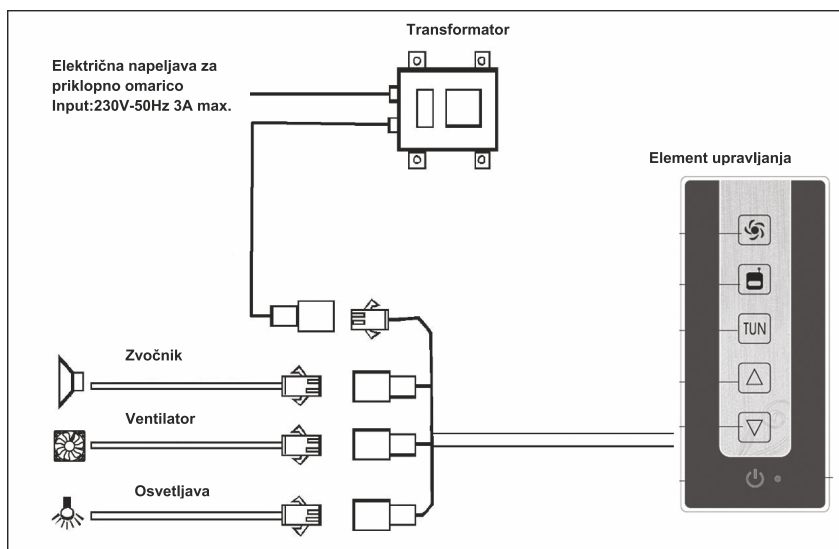 Transformator
Električna napeljava za
priklopno omarico
Input:230V-50Hz 3A max.
Element upravljanja
TUN
Zvočnik
Ventilator
Osvetljava